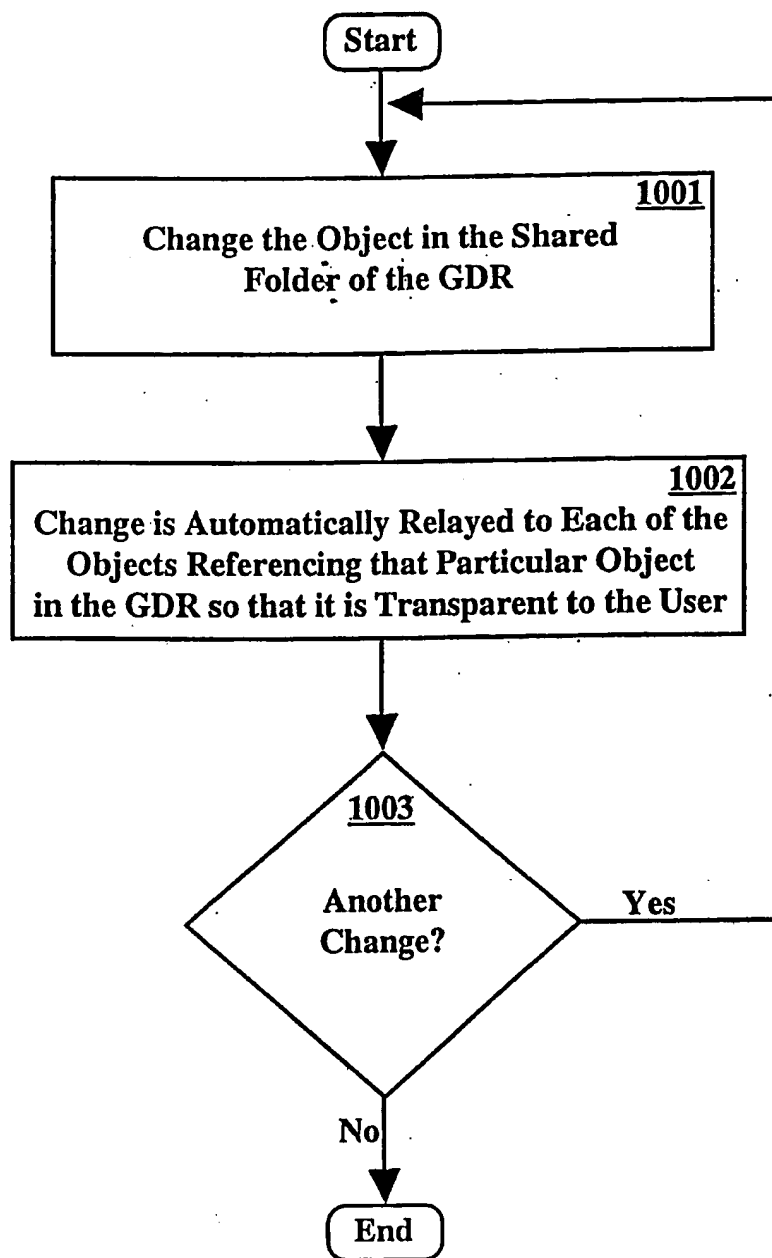 Start
1001
Change the Object in the Shared
Folder of the GDR
1002
Change is Automatically Relayed to Each of the
Objects Referencing that Particular Object
in the GDR so that it is Transparent to the User
1003
Another
Change?
Yes
No
End